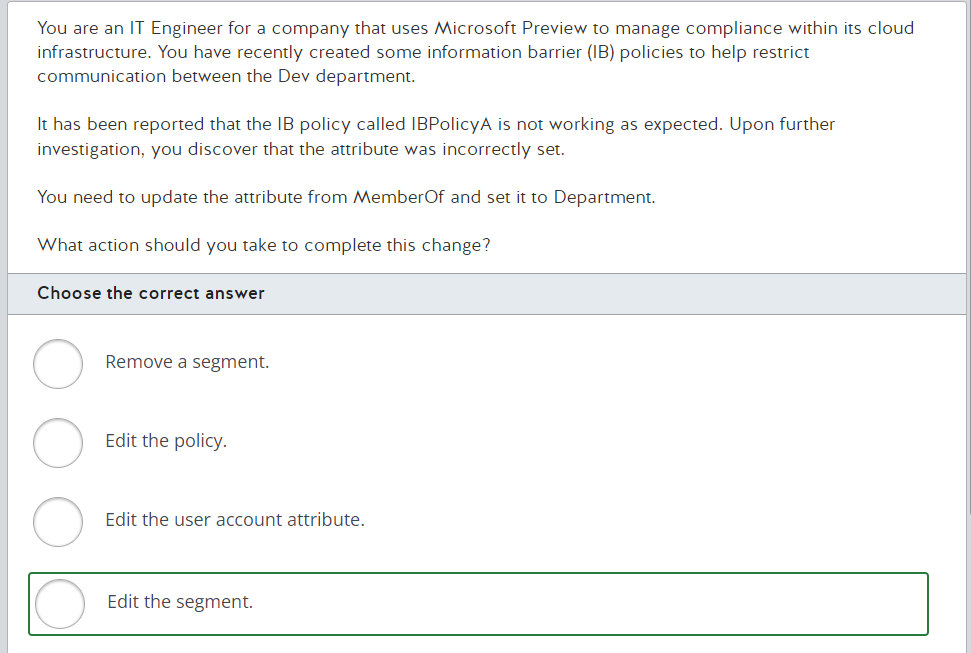 You are an IT Engineer for a company that uses Microsoft Preview to manage compliance within its cloud
infrastructure. You have recently created some information barrier (IB) policies to help restrict
communication between the Dev department.
It has been reported that the IB policy called IBPolicyA is not working as expected. Upon further
investigation, you discover that the attribute was incorrectly set.
You need to update the attribute from MemberOf and set it to Department.
What action should you take to complete this change?
Choose the correct answer
Remove a segment.
Edit the policy.
Edit the user account attribute.
Edit the segment.